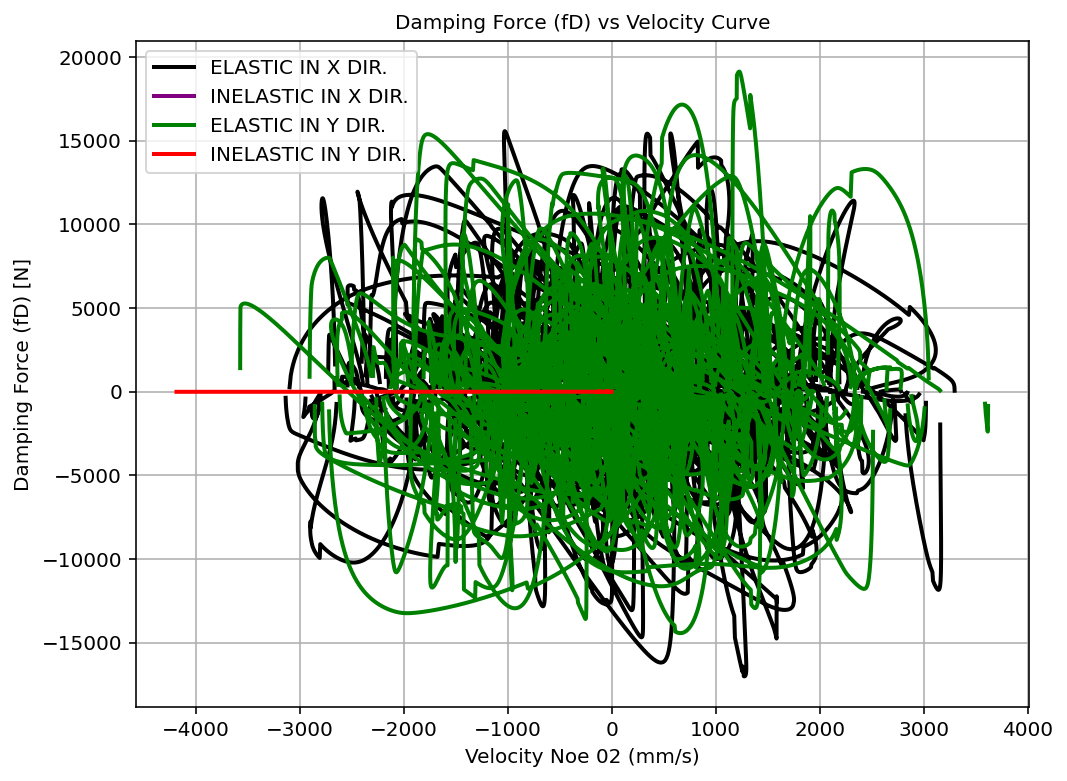 Damping Force (fD) vs Velocity Curve
20000
15000
10000
5000
0
−5000
−10000
−15000
Damping Force (fD) [N]
ELASTIC IN X DIR.
INELASTIC IN X DIR.
ELASTIC IN Y DIR.
INELASTIC IN Y DIR.
−4000 −3000 −2000 −1000 0 1000 2000 3000 4000
Velocity Noe 02 (mm/s)